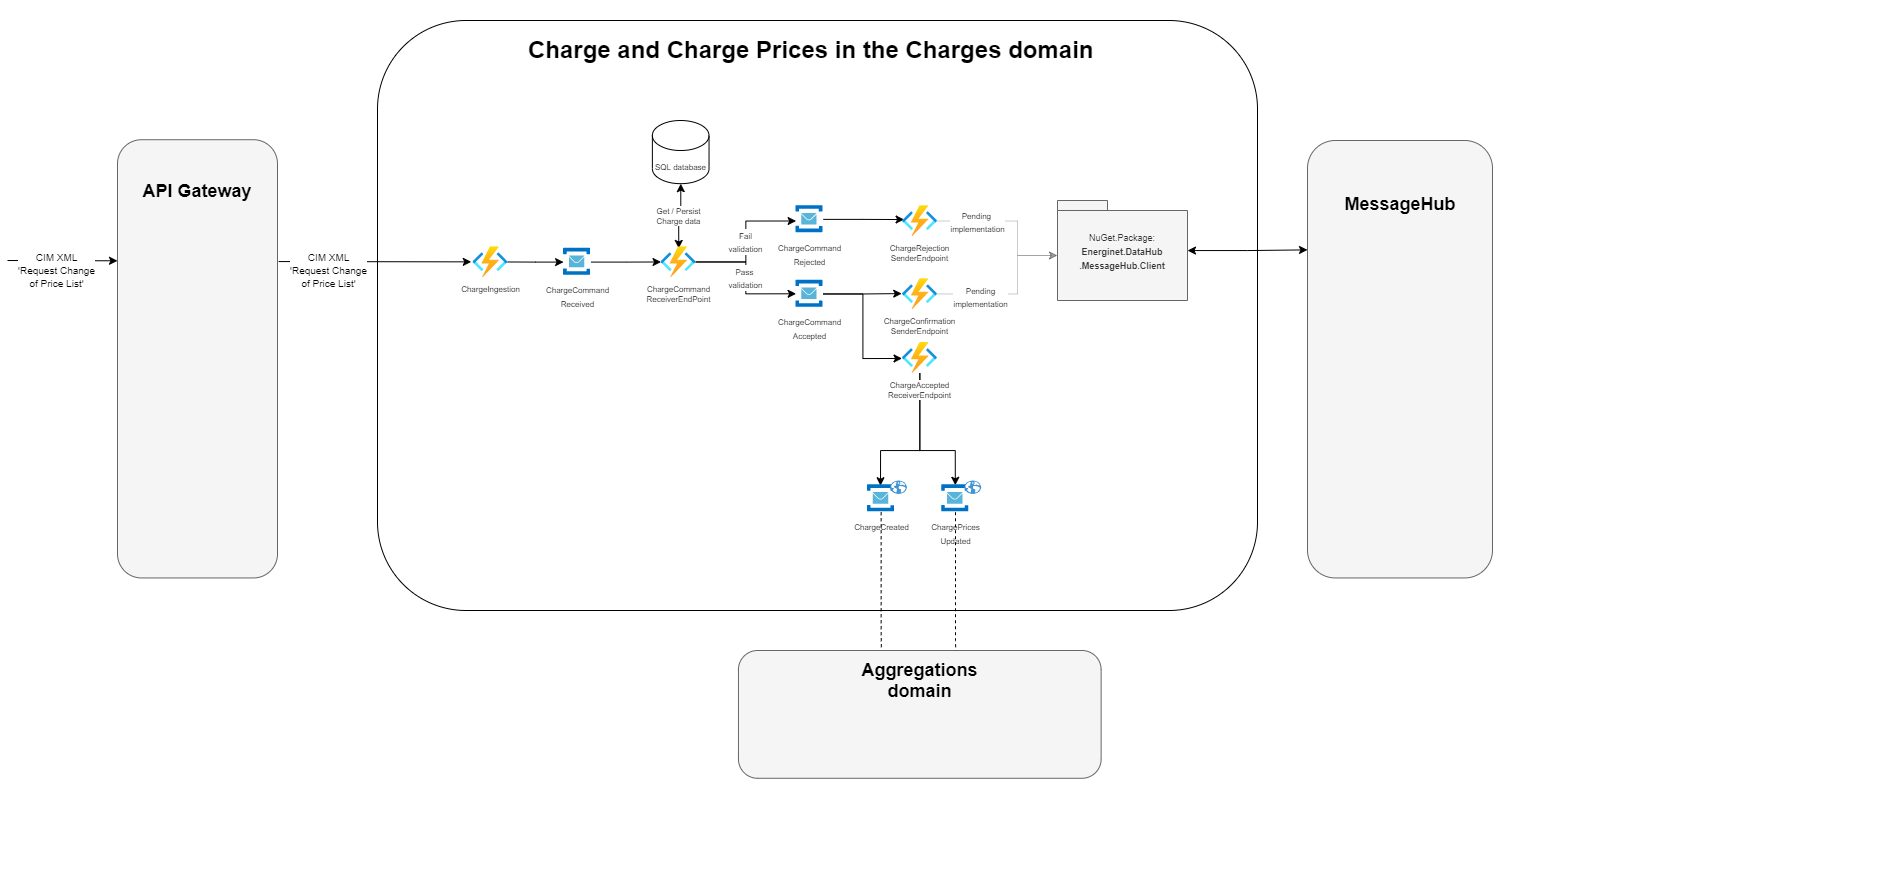 Charge and Charge Prices in the Charges domain
API Gateway
CIM XML
'Request Change
of Price List'
CIM XML
'Request Change
of Price List'
SQL database
Get / Persist
Charge data
ChargeIngestion
ChargeCommand
Received
ChargeCommand
ReceiverEndPoint
Fail
validation
Pass
validation
ChargeCommand
Rejected
ChargeRejection
SenderEndpoint
Pending
implementation
ChargeCommand
Accepted
ChargeConfirmation
SenderEndpoint
Pending
implementation
ChargeAccepted
ReceiverEndpoint
NuGet.Package:
Energinet.DataHub
.MessageHub.Client
MessageHub
ChargeCreated
ChargePrices
Updated
Aggregations
domain